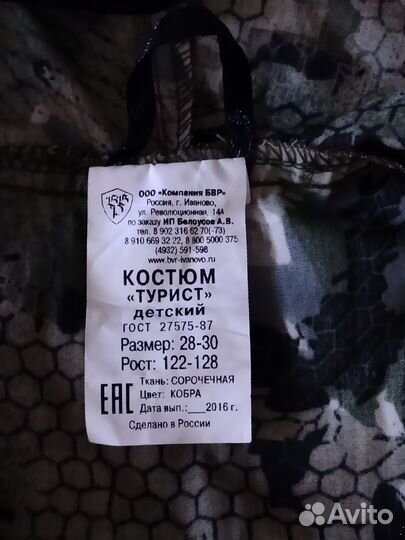 ООО «Компания БВР»
Россия, г. Иваново,
ул. Революционная, 14А
по заказу ИП Белоусов А.В.
тел. 8 902 316 62 70(-73)
8 910 669 32 22, 8 800 5000 375
(4932) 591-598
www.bvr-ivanovo.ru
КОСТЮМ
«ТУРИСТ»
детский
ГОСТ 27575-87
Размер: 28-30
Рост: 122-128
EAC
Ткань: СОРОЧЕЧНАЯ
Цвет: КОБРА
Дата вып.:___2016 г.
Сделано в России
Avito